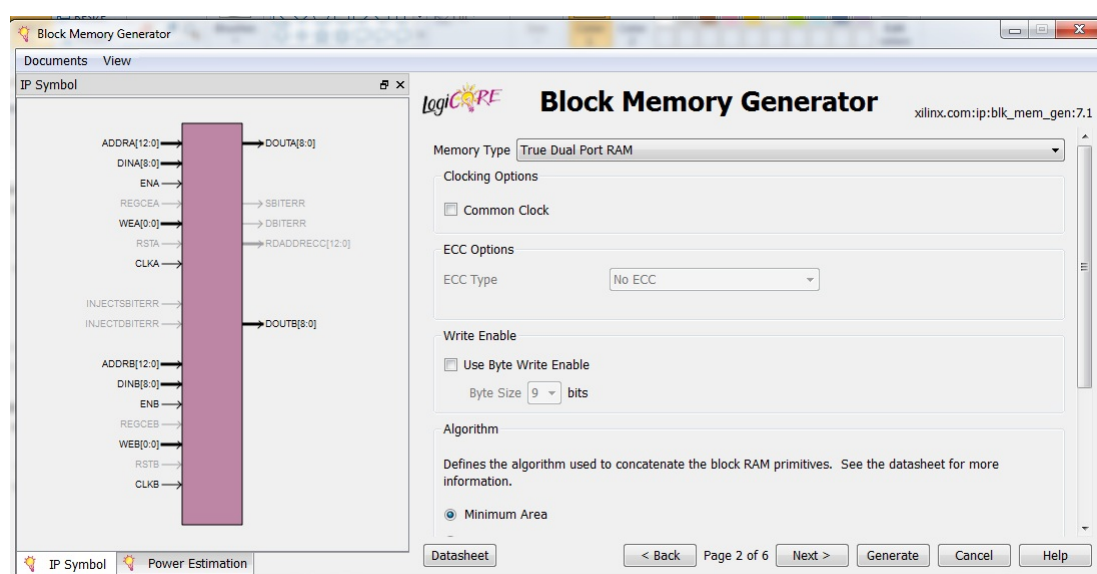 Block Memory Generator
Documents View
IP Symbol
ADDRA[12:0]
DINA[8:0]
ENA
REGCEA
WEA[0:0]
RSTA
CLKA
INJECTSBITERR
INJECTDBITERR
ADDRB[12:0]
DINB[8:0]
ENB
REGCEB
WEB[0:0]
RSTB
CLKB
DOUTA[8:0]
SBITERR
DBITERR
RDADDRECC[12:0]
DOUTB[8:0]
IP Symbol Power Estimation
LogiCORE
Block Memory Generator
xilinx.com:ip:blk_mem_gen:7.1
Memory Type True Dual Port RAM
Clocking Options
Common Clock
ECC Options
ECC Type No ECC
Write Enable
Use Byte Write Enable
Byte Size 9 bits
Algorithm
Defines the algorithm used to concatenate the block RAM primitives. See the datasheet for more
information.
Minimum Area
Datasheet < Back Page 2 of 6 Next > Generate Cancel Help